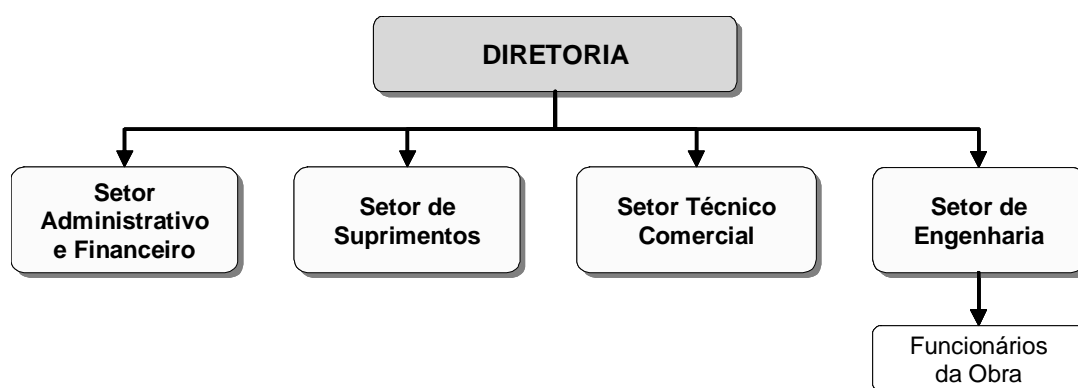 DIRETORIA
Setor
Administrativo
e Financeiro
Setor de
Suprimentos
Setor Técnico
Comercial
Setor de
Engenharia
Funcionários
da Obra